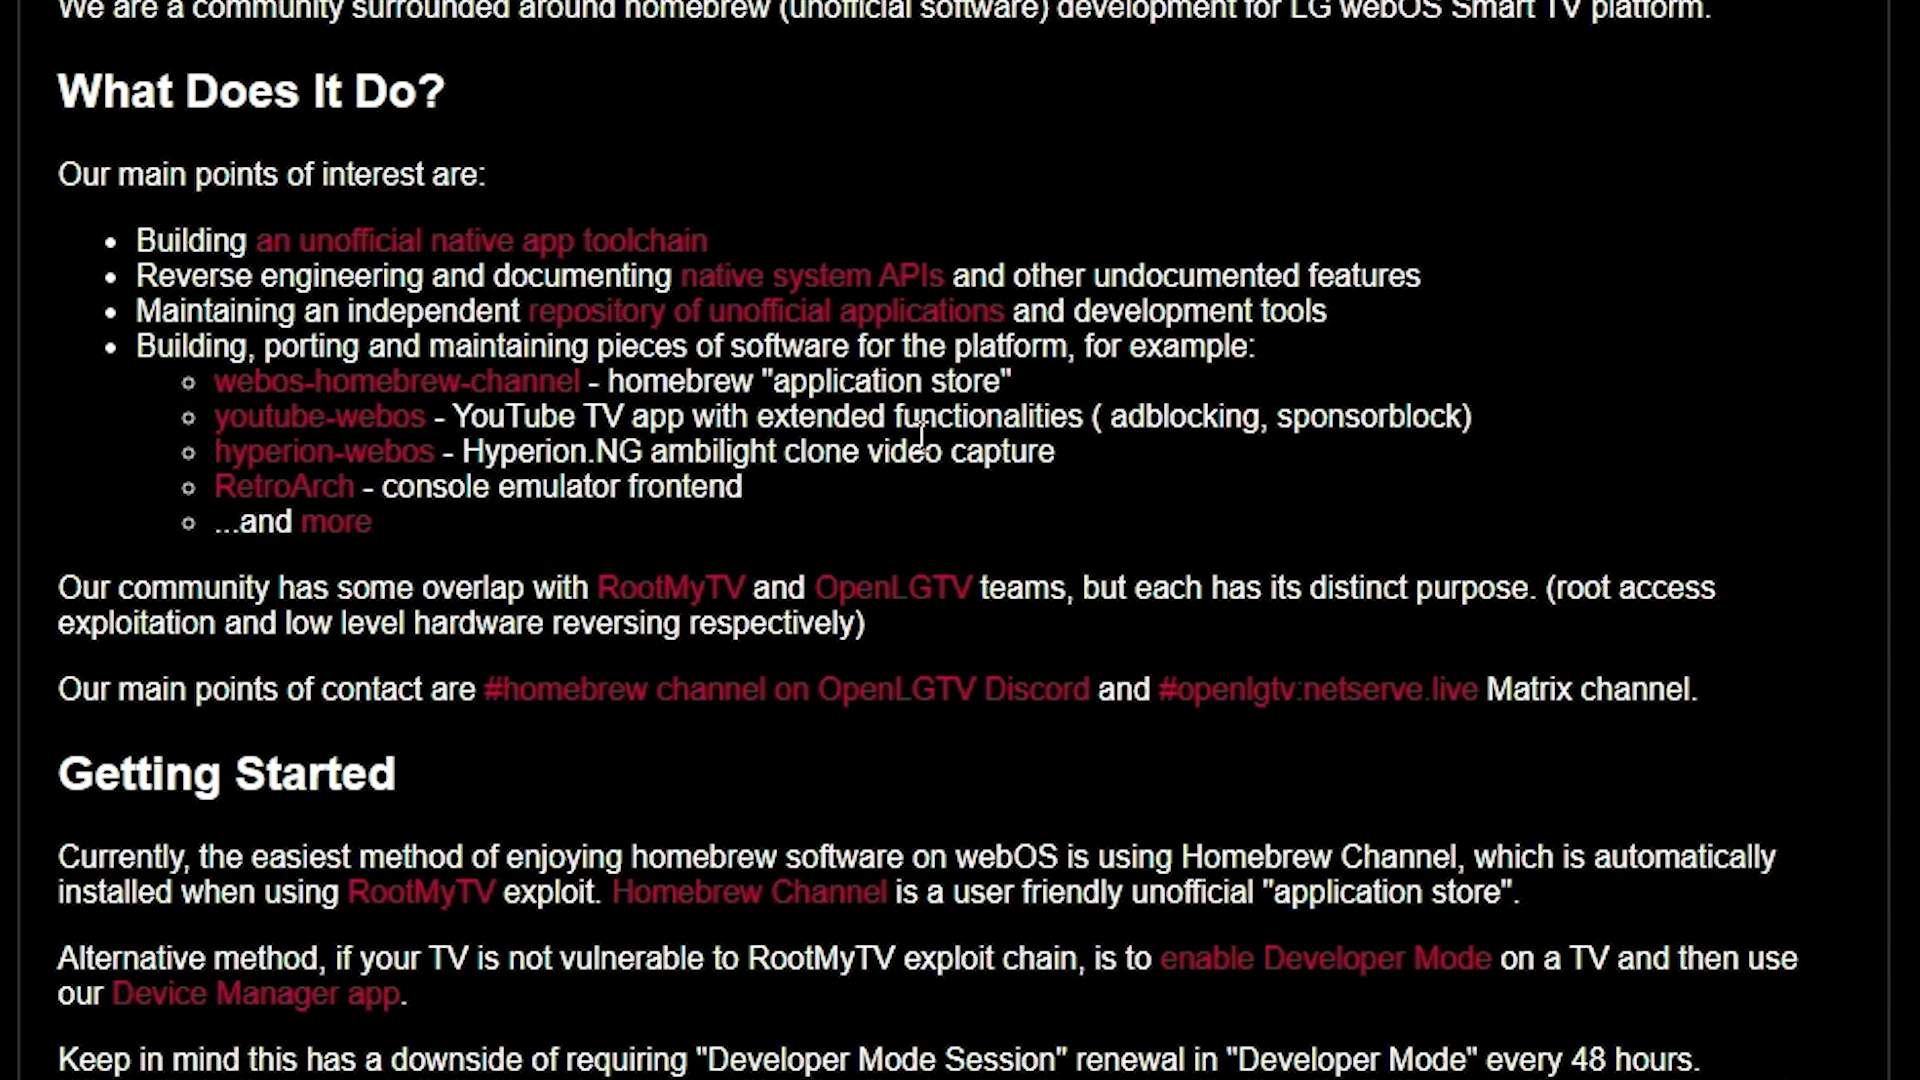 We are a community surrounded around homebrew (unofficial software) development for LG webOS Smart TV platform.
What Does It Do?
Our main points of interest are:
Building an unofficial native app toolchain
Reverse engineering and documenting native system APIs and other undocumented features
Maintaining an independent repository of unofficial applications and development tools
Building, porting and maintaining pieces of software for the platform, for example:
webos-homebrew-channel - homebrew "application store"
youtube-webos - YouTube TV app with extended functionalities ( adblocking, sponsorblock)
hyperion-webos - Hyperion.NG ambilight clone video capture
RetroArch - console emulator frontend
...and more
Our community has some overlap with RootMyTV and OpenLGTV teams, but each has its distinct purpose. (root access
exploitation and low level hardware reversing respectively)
Our main points of contact are #homebrew channel on OpenLGTV Discord and #openlgtv:netserve.live Matrix channel.
Getting Started
Currently, the easiest method of enjoying homebrew software on webOS is using Homebrew Channel, which is automatically
installed when using RootMyTV exploit. Homebrew Channel is a user friendly unofficial "application store".
Alternative method, if your TV is not vulnerable to RootMyTV exploit chain, is to enable Developer Mode on a TV and then use
our Device Manager app.
Keep in mind this has a downside of requiring "Developer Mode Session" renewal in "Developer Mode" every 48 hours.